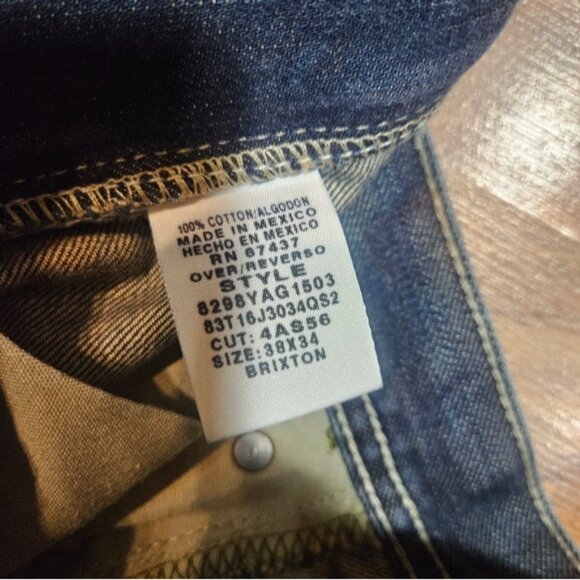 100% COTTON/ALGODON
MADE IN MEXICO
HECHO EN MEXICO
RN 67437
OVER/REVERSO
STYLE
8298YAG1503
83T16J3034QS2
CUT: 4AS56
SIZE: 38X34
BRIXTON